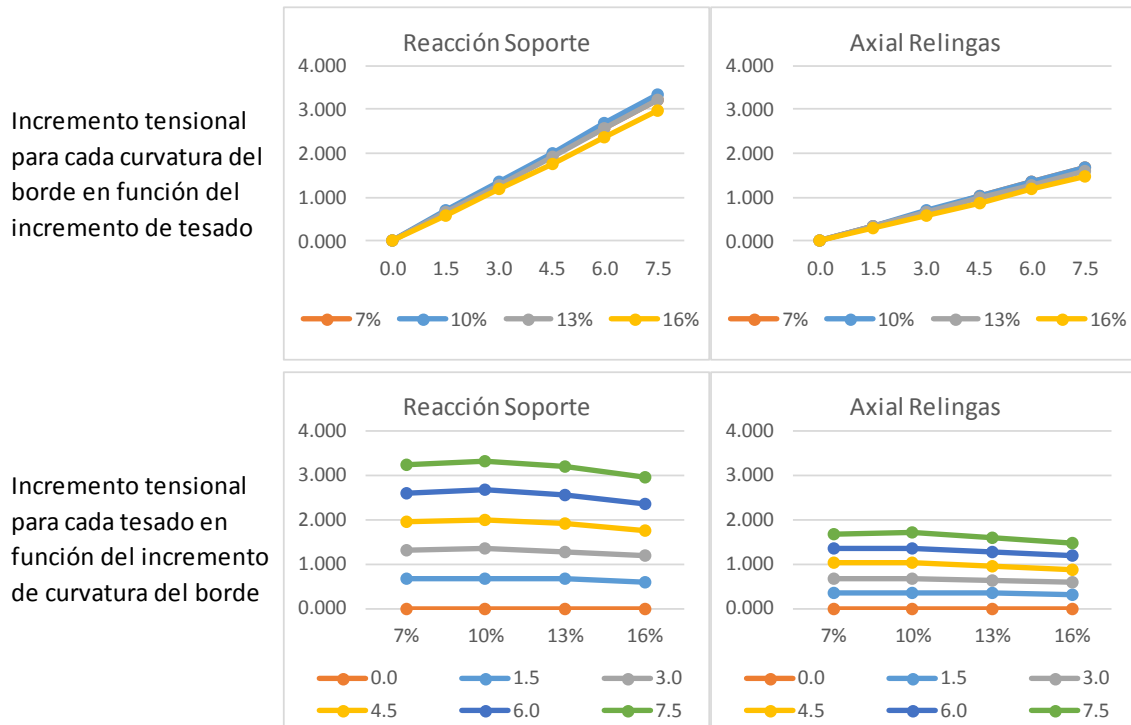 Reacción Soporte
4.000
3.000
2.000
1.000
0.000
0.0 1.5 3.0 4.5 6.0 7.5
7% 10% 13% 16%
Axial Relingas
4.000
3.000
2.000
1.000
0.000
0.0 1.5 3.0 4.5 6.0 7.5
7% 10% 13% 16%
Incremento tensional
para cada curvatura del
borde en función del
incremento de tesado
Reacción Soporte
4.000
3.000
2.000
1.000
0.000
7% 10% 13% 16%
0.0 1.5 3.0
4.5 6.0 7.5
Axial Relingas
4.000
3.000
2.000
1.000
0.000
7% 10% 13% 16%
0.0 1.5 3.0
4.5 6.0 7.5
Incremento tensional
para cada tesado en
función del incremento
de curvatura del borde